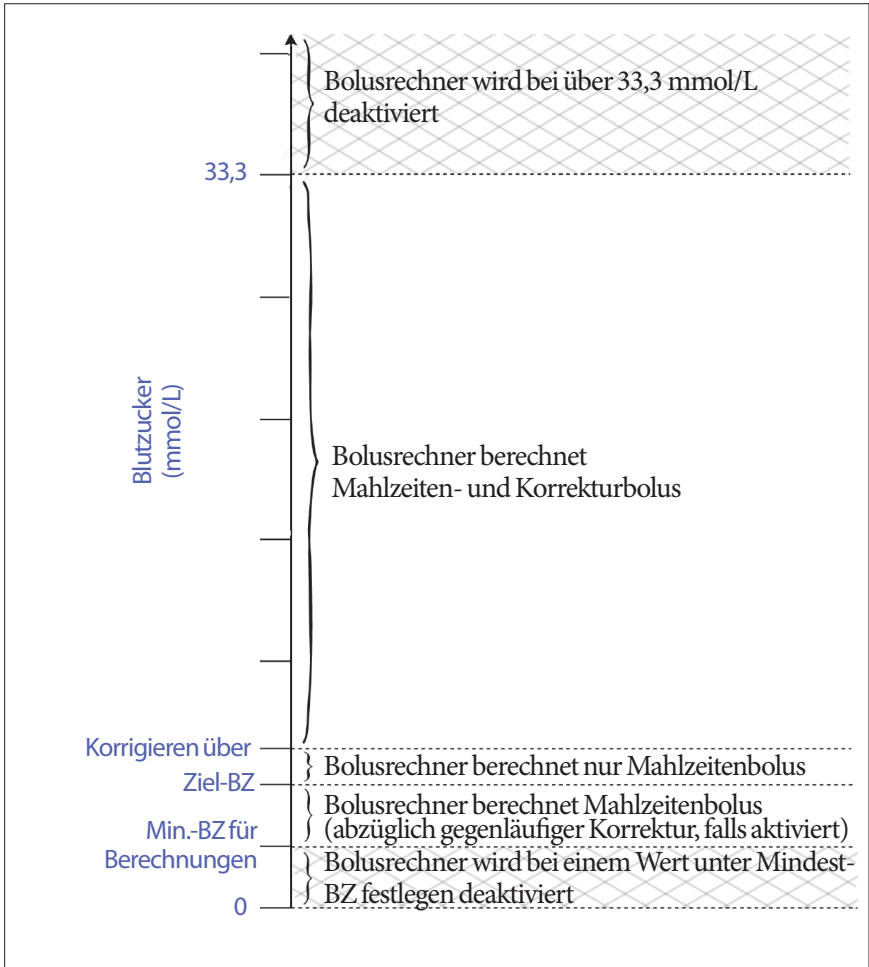 Bolusrechner wird bei über 33,3 mmol/L
deaktiviert
33,3
Blutzucker
(mmol/L)
Bolusrechner berechnet
Mahlzeiten- und Korrekturbolus
Korrigieren über
Bolusrechner berechnet nur Mahlzeitenbolus
Ziel-BZ
Bolusrechner berechnet Mahlzeitenbolus
(abzüglich gegenläufiger Korrektur, falls aktiviert)
Min.-BZ für
Berechnungen
Bolusrechner wird bei einem Wert unter Mindest-
BZ festlegen deaktiviert
0